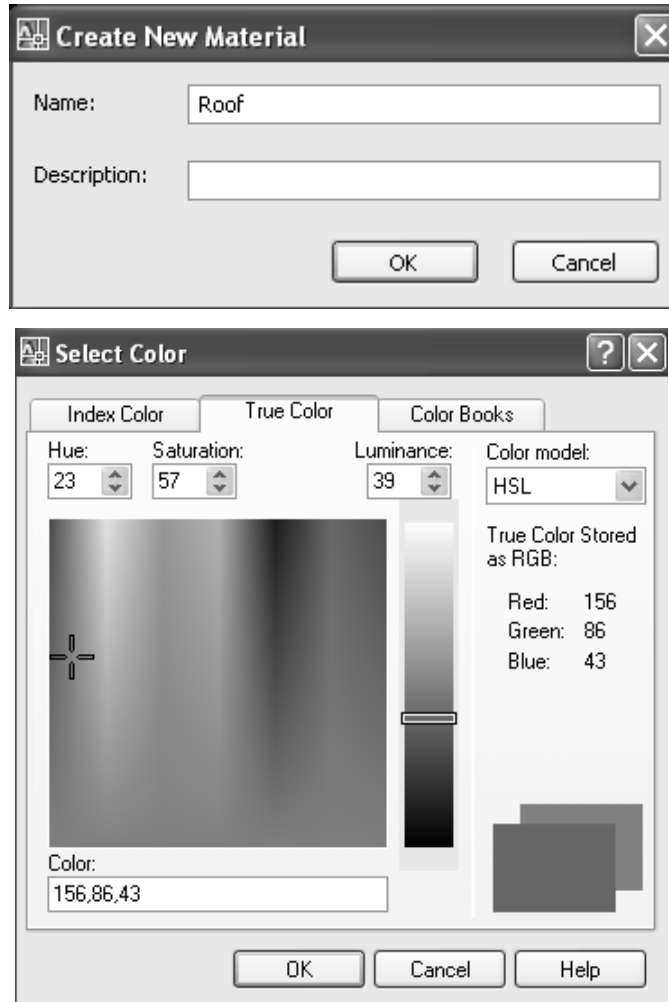 Create New Material
Name: Roof
Description:
OK Cancel
Select Color
Index Color True Color Color Books
Hue: Saturation: Luminance: Color model:
23 57 39 HSL
True Color Stored
as RGB:
Red: 156
Green: 86
Blue: 43
Color:
156,86,43
OK Cancel Help